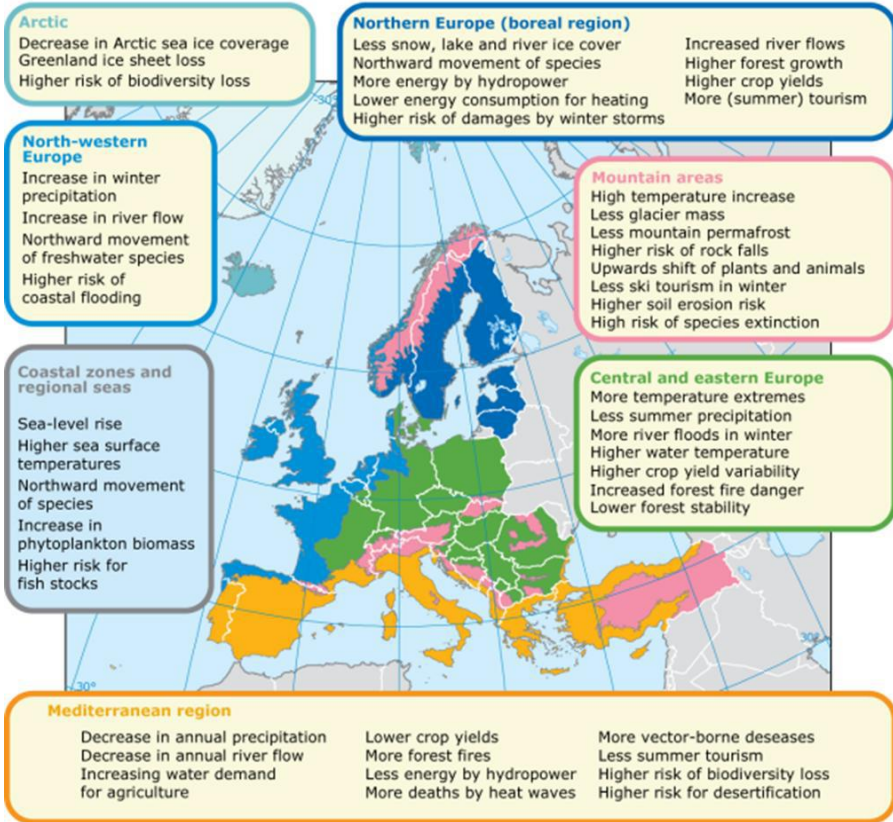 Arctic
Decrease in Arctic sea ice coverage
Greenland ice sheet loss
Higher risk of biodiversity loss
Northern Europe (boreal region)
Less snow, lake and river ice cover
Northward movement of species
More energy by hydropower
Lower energy consumption for heating
Higher risk of damages by winter storms
Increased river flows
Higher forest growth
Higher crop yields
More (summer) tourism
North-western
Europe
Increase in winter
precipitation
Increase in river flow
Northward movement
of freshwater species
Higher risk of
coastal flooding
Mountain areas
High temperature increase
Less glacier mass
Less mountain permafrost
Higher risk of rock falls
Upwards shift of plants and animals
Less ski tourism in winter
Higher soil erosion risk
High risk of species extinction
Coastal zones and
regional seas
Sea-level rise
Higher sea surface
temperatures
Northward movement
of species
Increase in
phytoplankton biomass
Higher risk for
fish stocks
Central and eastern Europe
More temperature extremes
Less summer precipitation
More river floods in winter
Higher water temperature
Higher crop yield variability
Increased forest fire danger
Lower forest stability
30°
30°
Mediterranean region
Decrease in annual precipitation
Decrease in annual river flow
Increasing water demand
for agriculture
Lower crop yields
More forest fires
Less energy by hydropower
More deaths by heat waves
More vector-borne deseases
Less summer tourism
Higher risk of biodiversity loss
Higher risk for desertification